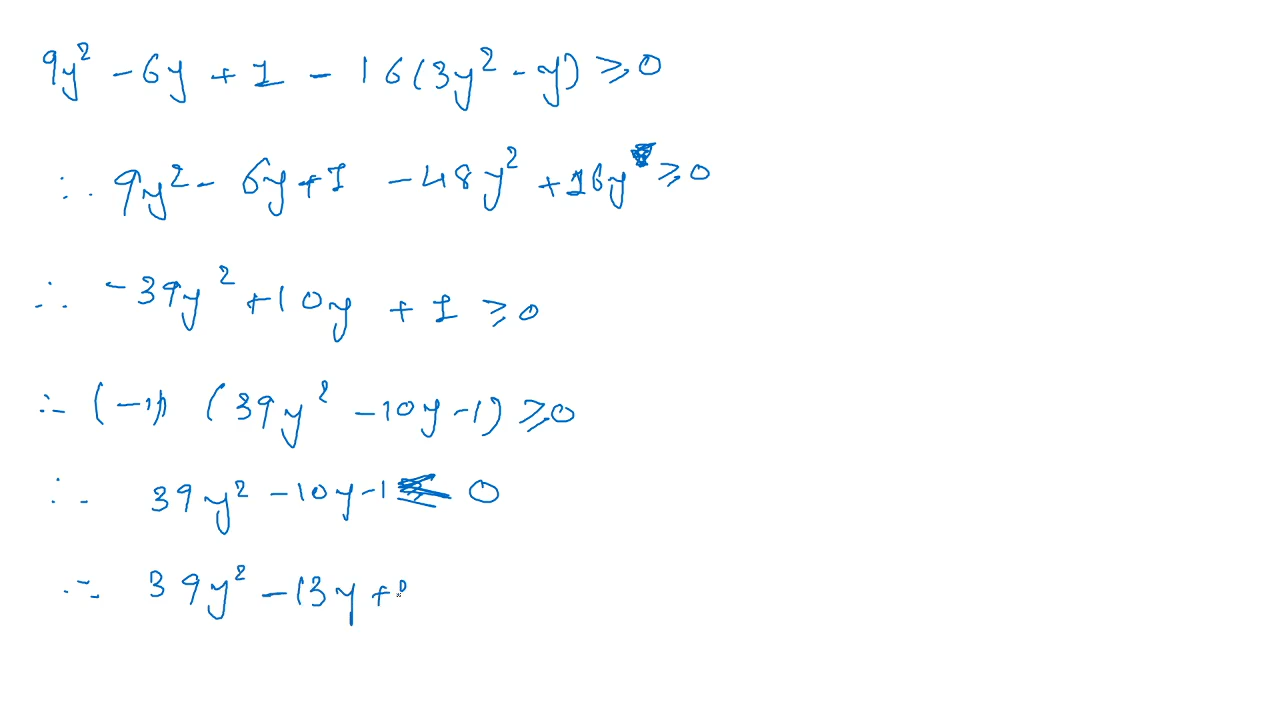 9y² - 6y + 1 - 16(3y² - y) ≥ 0
∴ 9y² - 6y + 1 - 48y² + 16y ≥ 0
∴ -39y² + 10y + 1 ≥ 0
∴ (-1) (39y² - 10y - 1) ≥ 0
∴ 39y² - 10y - 1 ≤ 0
∴ 39y² - 13y +